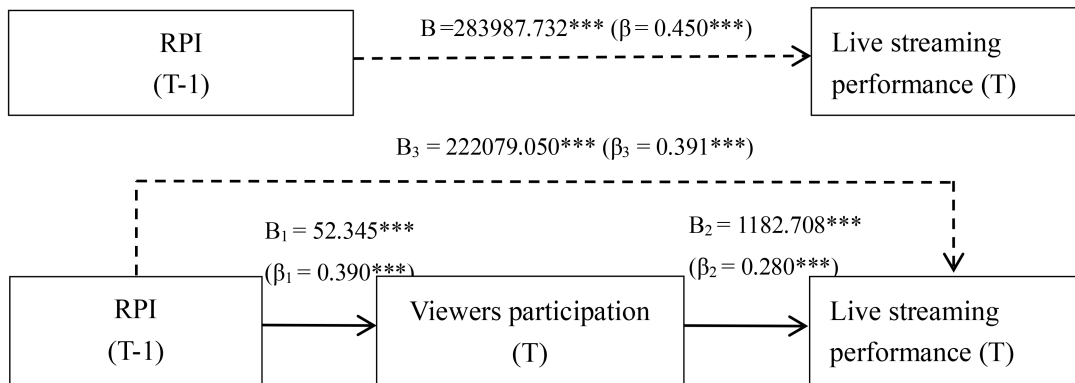 RPI
(T-1)
B=283987.732*** (β = 0.450***)
Live streaming
performance (T)
B₃ = 222079.050*** (β₃ = 0.391***)
B₁ = 52.345***
(β₁ = 0.390***)
B₂ = 1182.708***
(β₂ = 0.280***)
RPI
(T-1)
Viewers participation
(T)
Live streaming
performance (T)